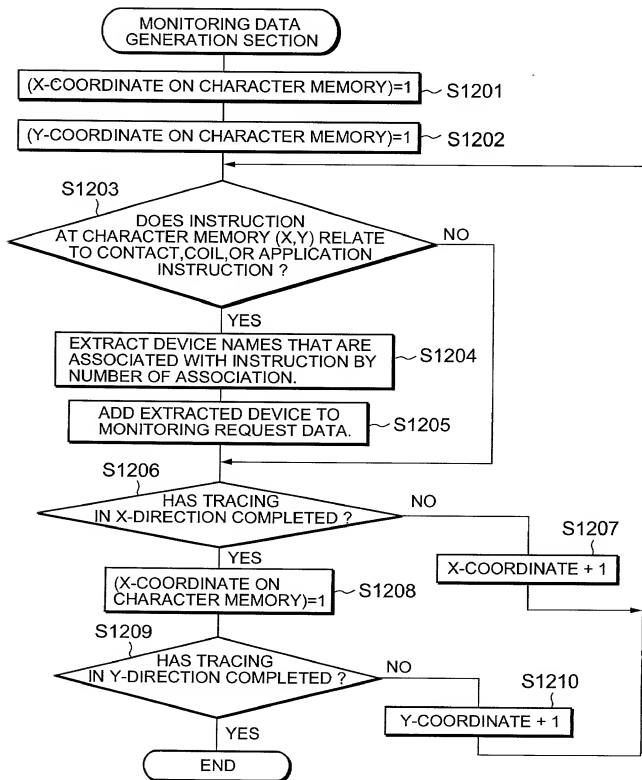 MONITORING DATA
GENERATION SECTION
(X-COORDINATE ON CHARACTER MEMORY)=1
S1201
(Y-COORDINATE ON CHARACTER MEMORY)=1
S1202
S1203
DOES INSTRUCTION
AT CHARACTER MEMORY (X,Y) RELATE
TO CONTACT,COIL,OR APPLICATION
INSTRUCTION ?
NO
YES
EXTRACT DEVICE NAMES THAT ARE
ASSOCIATED WITH INSTRUCTION BY
NUMBER OF ASSOCIATION.
S1204
ADD EXTRACTED DEVICE TO
MONITORING REQUEST DATA.
S1205
S1206
HAS TRACING
IN X-DIRECTION COMPLETED ?
NO
S1207
X-COORDINATE + 1
YES
(X-COORDINATE ON
CHARACTER MEMORY)=1
S1208
S1209
HAS TRACING
IN Y-DIRECTION COMPLETED ?
NO
S1210
Y-COORDINATE + 1
YES
END